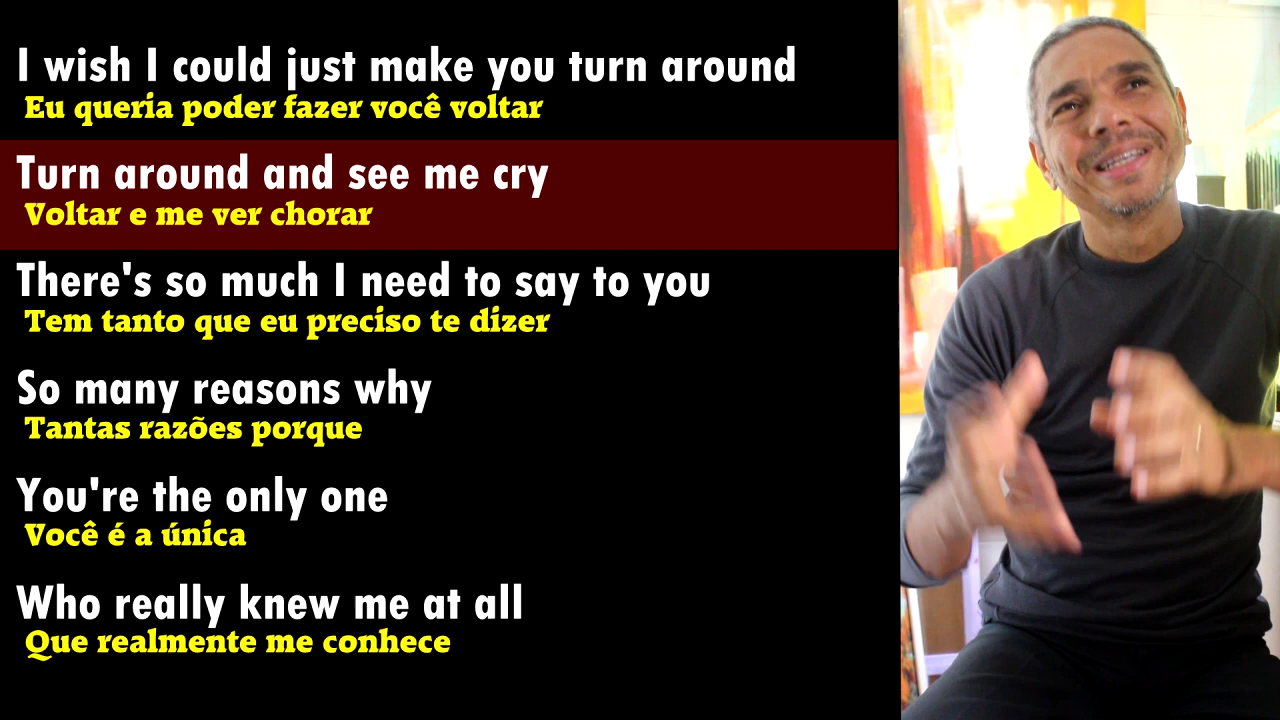 I wish I could just make you turn around
Eu queria poder fazer você voltar
Turn around and see me cry
Voltar e me ver chorar
There's so much I need to say to you
Tem tanto que eu preciso te dizer
So many reasons why
Tantas razões porque
You're the only one
Você é a única
Who really knew me at all
Que realmente me conhece